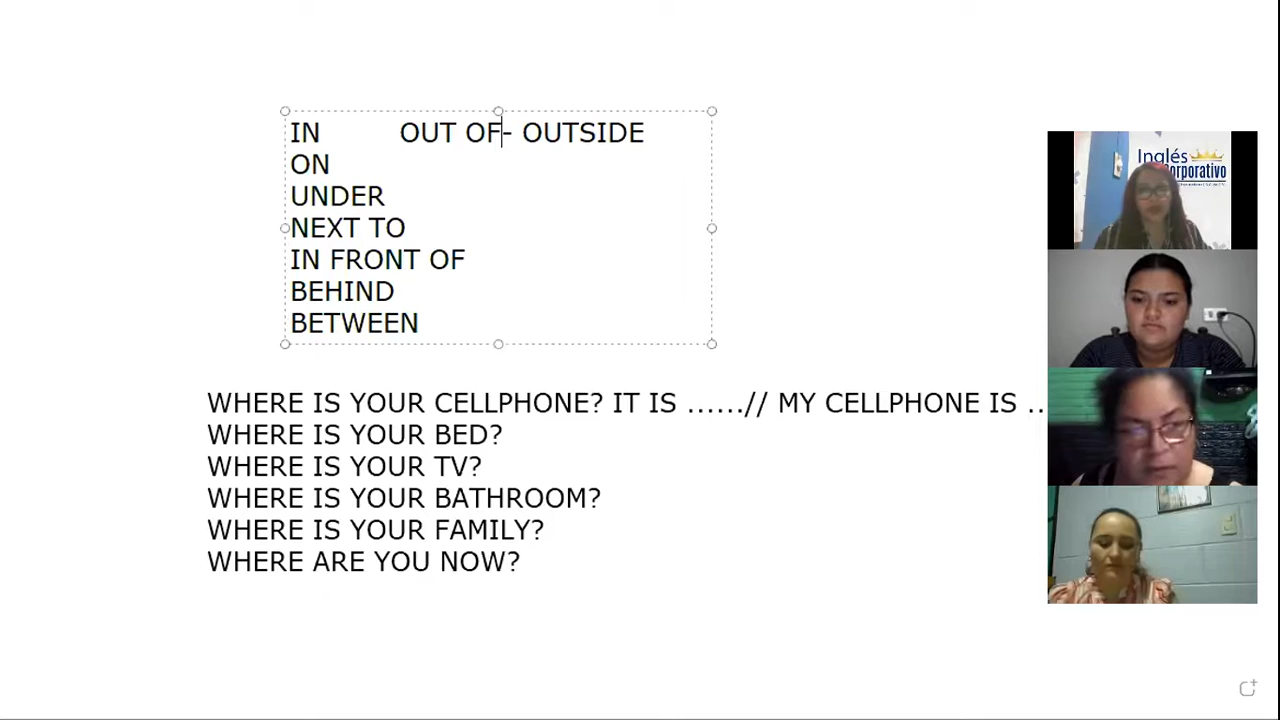 IN OUT OF- OUTSIDE
ON
UNDER
NEXT TO
IN FRONT OF
BEHIND
BETWEEN
WHERE IS YOUR CELLPHONE? IT IS ......// MY CELLPHONE IS ..
WHERE IS YOUR BED?
WHERE IS YOUR TV?
WHERE IS YOUR BATHROOM?
WHERE IS YOUR FAMILY?
WHERE ARE YOU NOW?
Inglés
orporativo